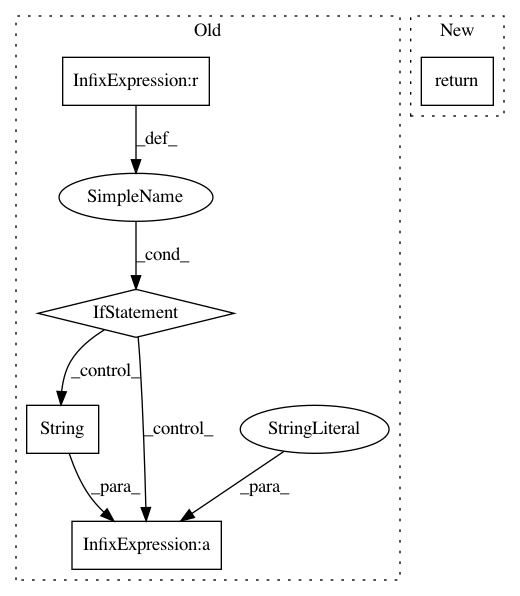 Old
New
InfixExpression:r
return
_def_
SimpleName
_cond_
IfStatement
_control_
String
_control_
StringLiteral
_para_
_para_
InfixExpression:a